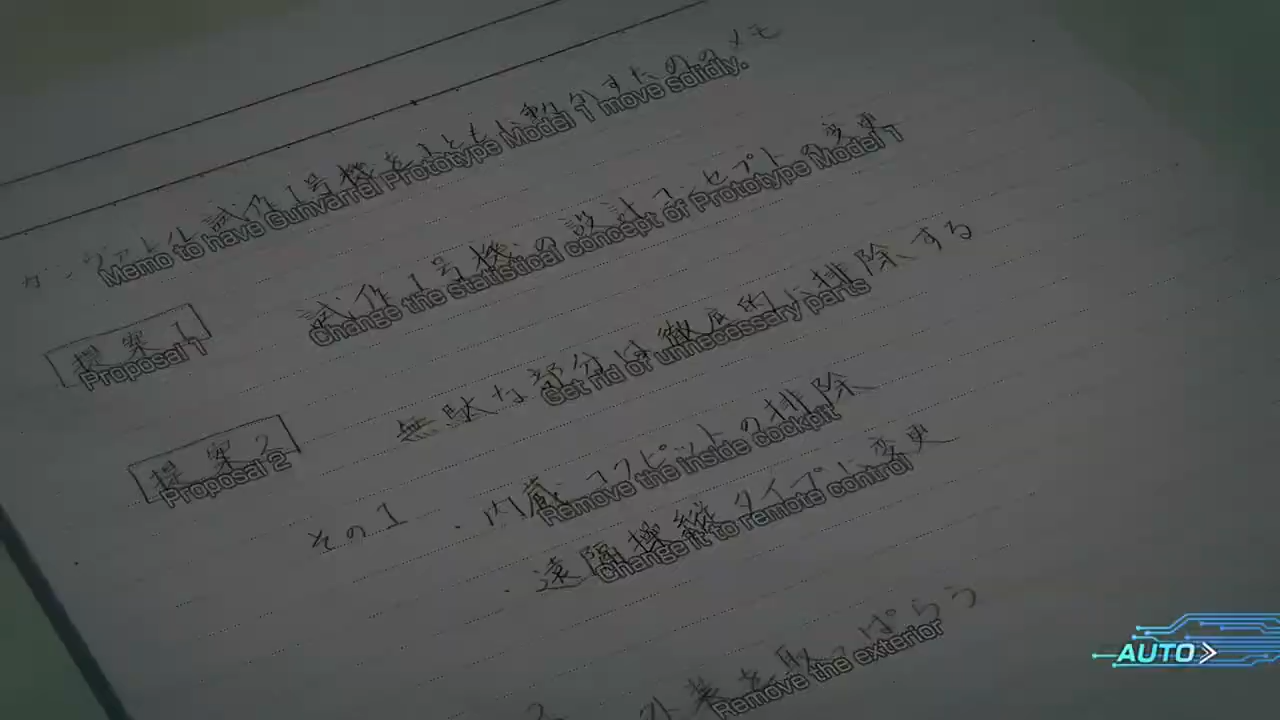 ガンヴァレル試作1号機をまともに動かすためのメモ
Memo to have Gunvarrel Prototype Model 1 move solidly.
提案1 試作1号機の設計コンセプトの変更
Proposal 1 Change the statistical concept of Prototype Model 1
提案2 無駄な部分は徹底的に排除する
Proposal 2 Get rid of unnecessary parts
その1 ・内蔵コクピットの排除
Remove the inside cockpit
・遠隔操縦タイプに変更
Change it to remote control
2 外装を取っぱらう
Remove the exterior
AUTO